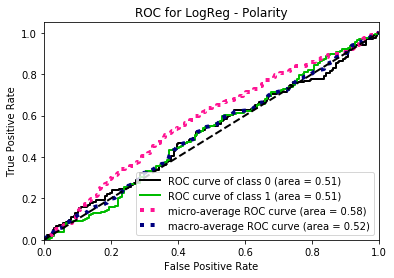 ROC for LogReg - Polarity
True Positive Rate
1.0
0.8
0.6
0.4
0.2
0.0
ROC curve of class 0 (area = 0.51)
ROC curve of class 1 (area = 0.51)
micro-average ROC curve (area = 0.58)
macro-average ROC curve (area = 0.52)
0.0 0.2 0.4 0.6 0.8 1.0
False Positive Rate